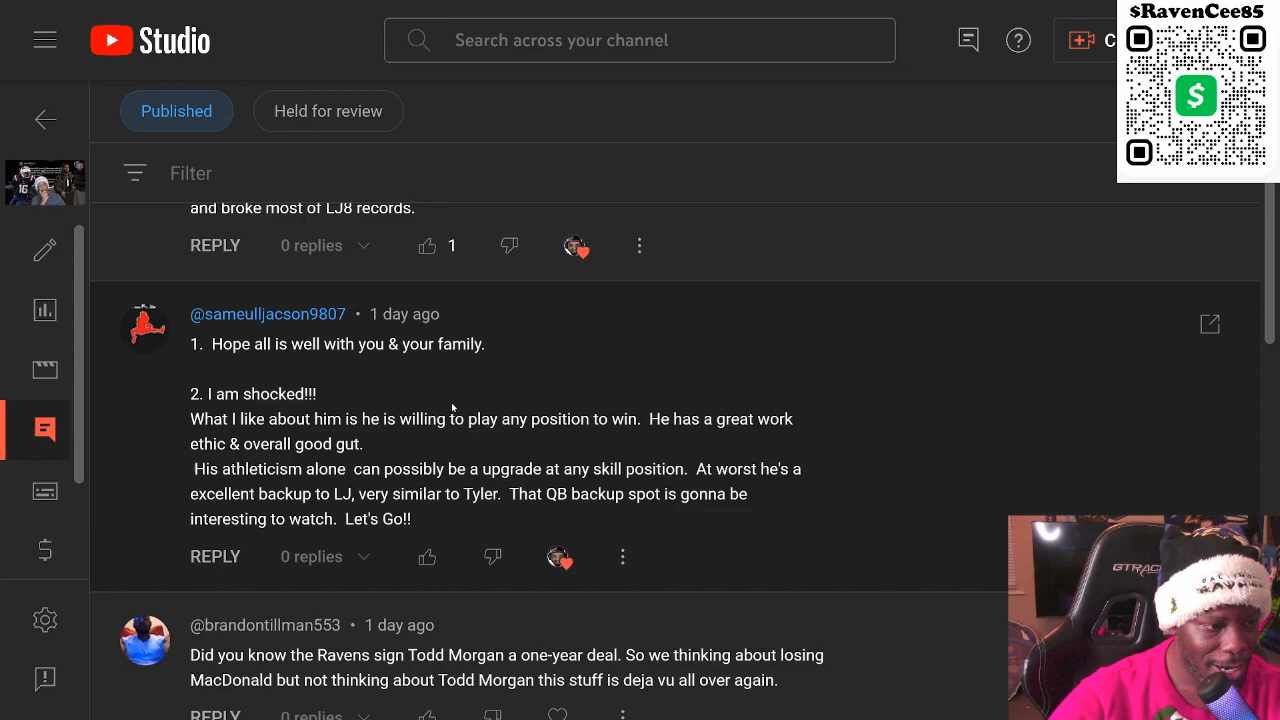 $RavenCee85
Studio
Search across your channel
C
Published
Held for review
Filter
and broke most of LJ8 records.
REPLY 0 replies 1
@sameulljacson9807 • 1 day ago
1. Hope all is well with you & your family.
2. I am shocked!!!
What I like about him is he is willing to play any position to win. He has a great work
ethic & overall good gut.
His athleticism alone can possibly be a upgrade at any skill position. At worst he's a
excellent backup to LJ, very similar to Tyler. That QB backup spot is gonna be
interesting to watch. Let's Go!!
REPLY 0 replies
GTRAC
@brandontillman553 • 1 day ago
Did you know the Ravens sign Todd Morgan a one-year deal. So we thinking about losing
MacDonald but not thinking about Todd Morgan this stuff is deja vu all over again.
REPLY 0 replies